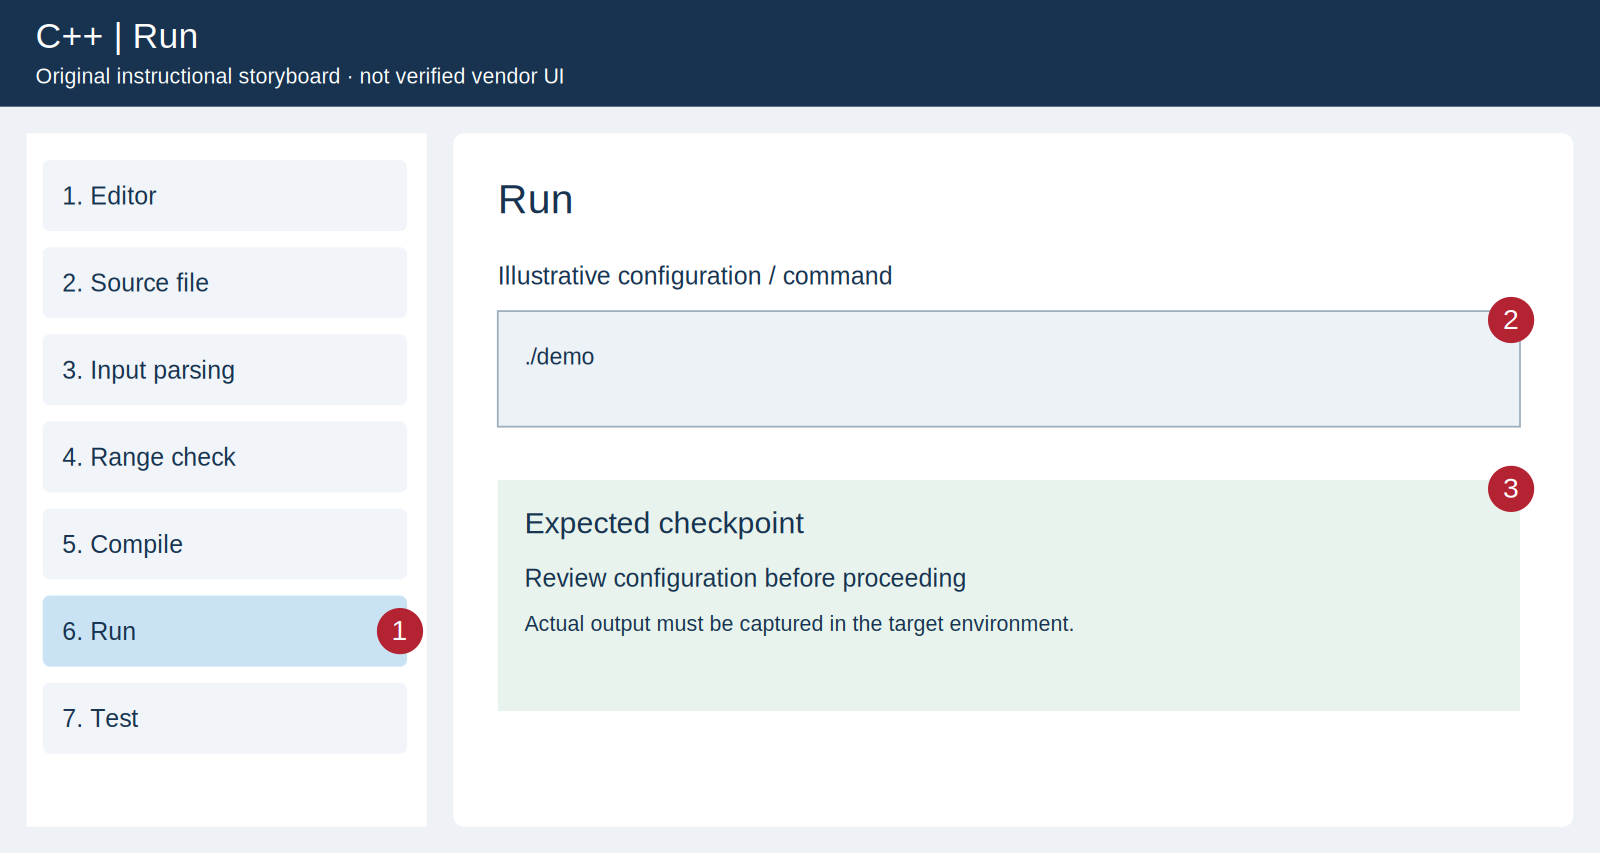 C++ | Run
Original instructional storyboard · not verified vendor UI
1. Editor
2. Source file
3. Input parsing
4. Range check
5. Compile
6. Run
1
7. Test
Run
Illustrative configuration / command
2
./demo
3
Expected checkpoint
Review configuration before proceeding
Actual output must be captured in the target environment.